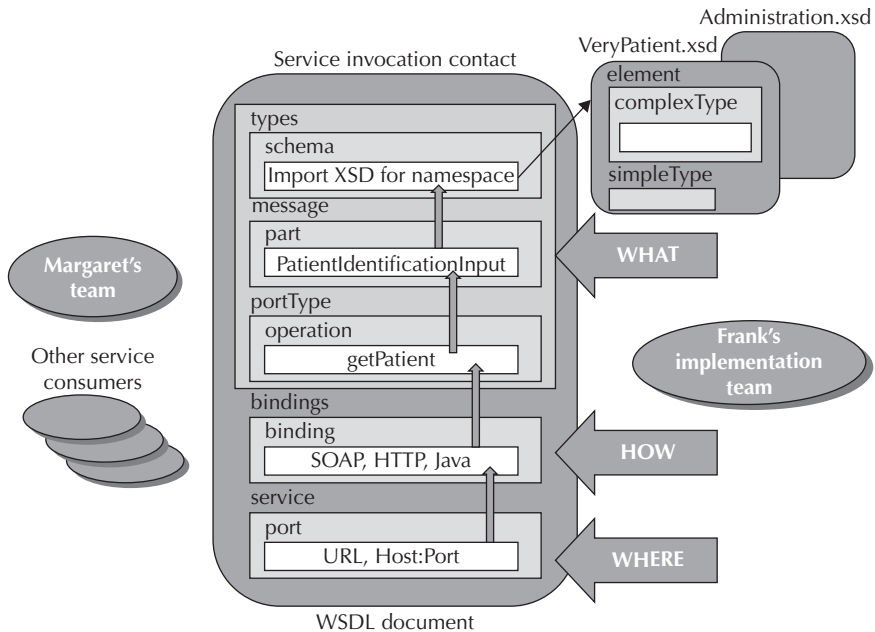 Administration.xsd
VeryPatient.xsd
element
complexType
simpleType
Service invocation contact
types
schema
Import XSD for namespace
message
part
PatientIdentificationInput
portType
operation
getPatient
bindings
binding
SOAP, HTTP, Java
service
port
URL, Host:Port
WSDL document
Margaret's
team
Other service
consumers
WHAT
Frank's
implementation
team
HOW
WHERE